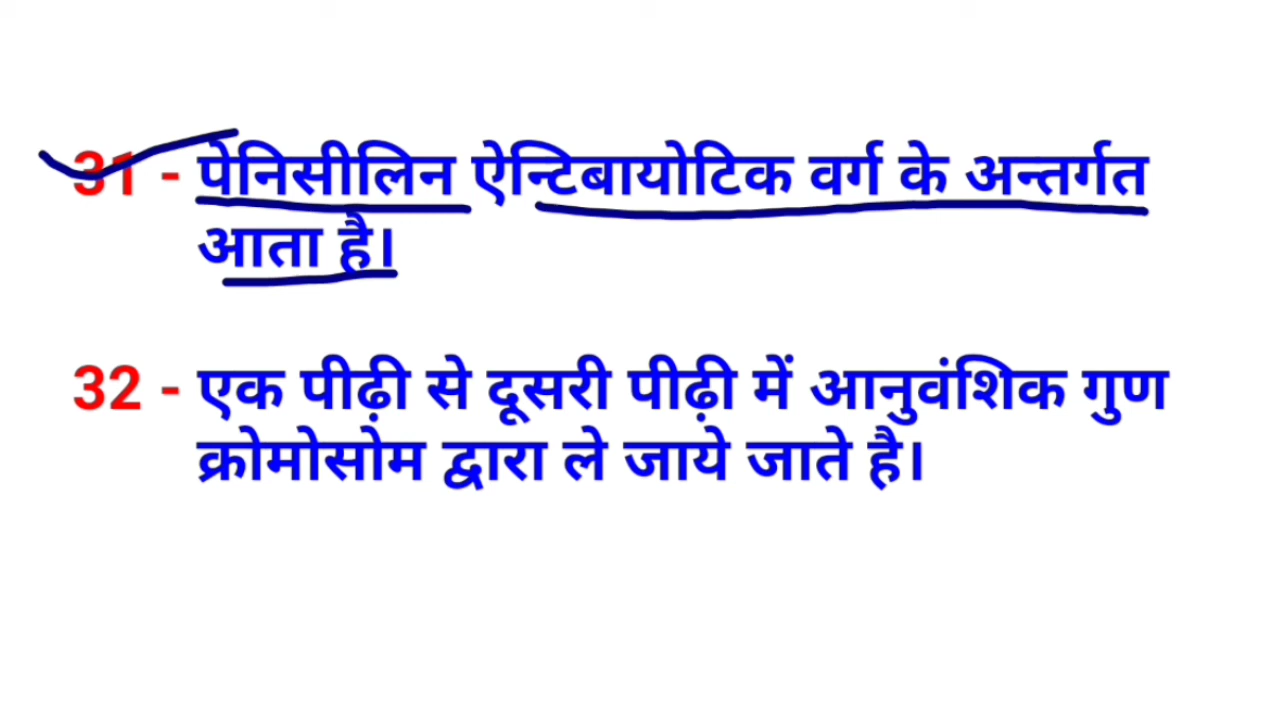 31 - पेनिसीलिन ऐन्टिबायोटिक वर्ग के अन्तर्गत
आता है।
32 - एक पीढ़ी से दूसरी पीढ़ी में आनुवंशिक गुण
क्रोमोसोम द्वारा ले जाये जाते है।